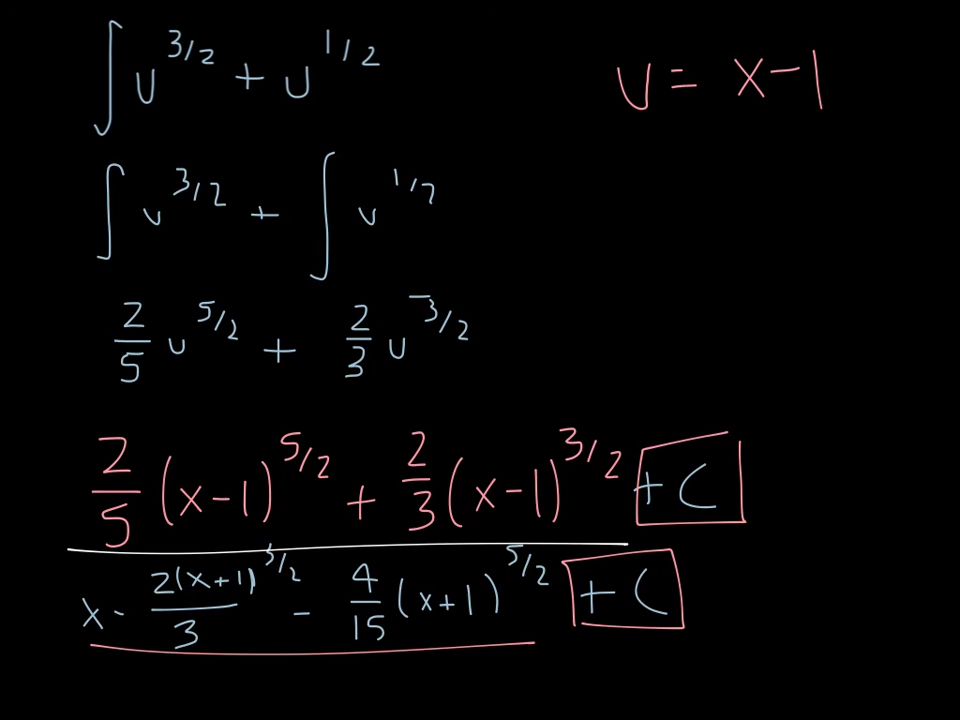 ∫ u^{3/2} + u^{1/2}
u = x - 1
∫ u^{3/2} + ∫ u^{1/2}
2/5 u^{5/2} + 2/3 u^{3/2}
2/5 (x-1)^{5/2} + 2/3 (x-1)^{3/2} + C
x · 2(x+1)^{3/2}/3 - 4/15 (x+1)^{5/2} + C